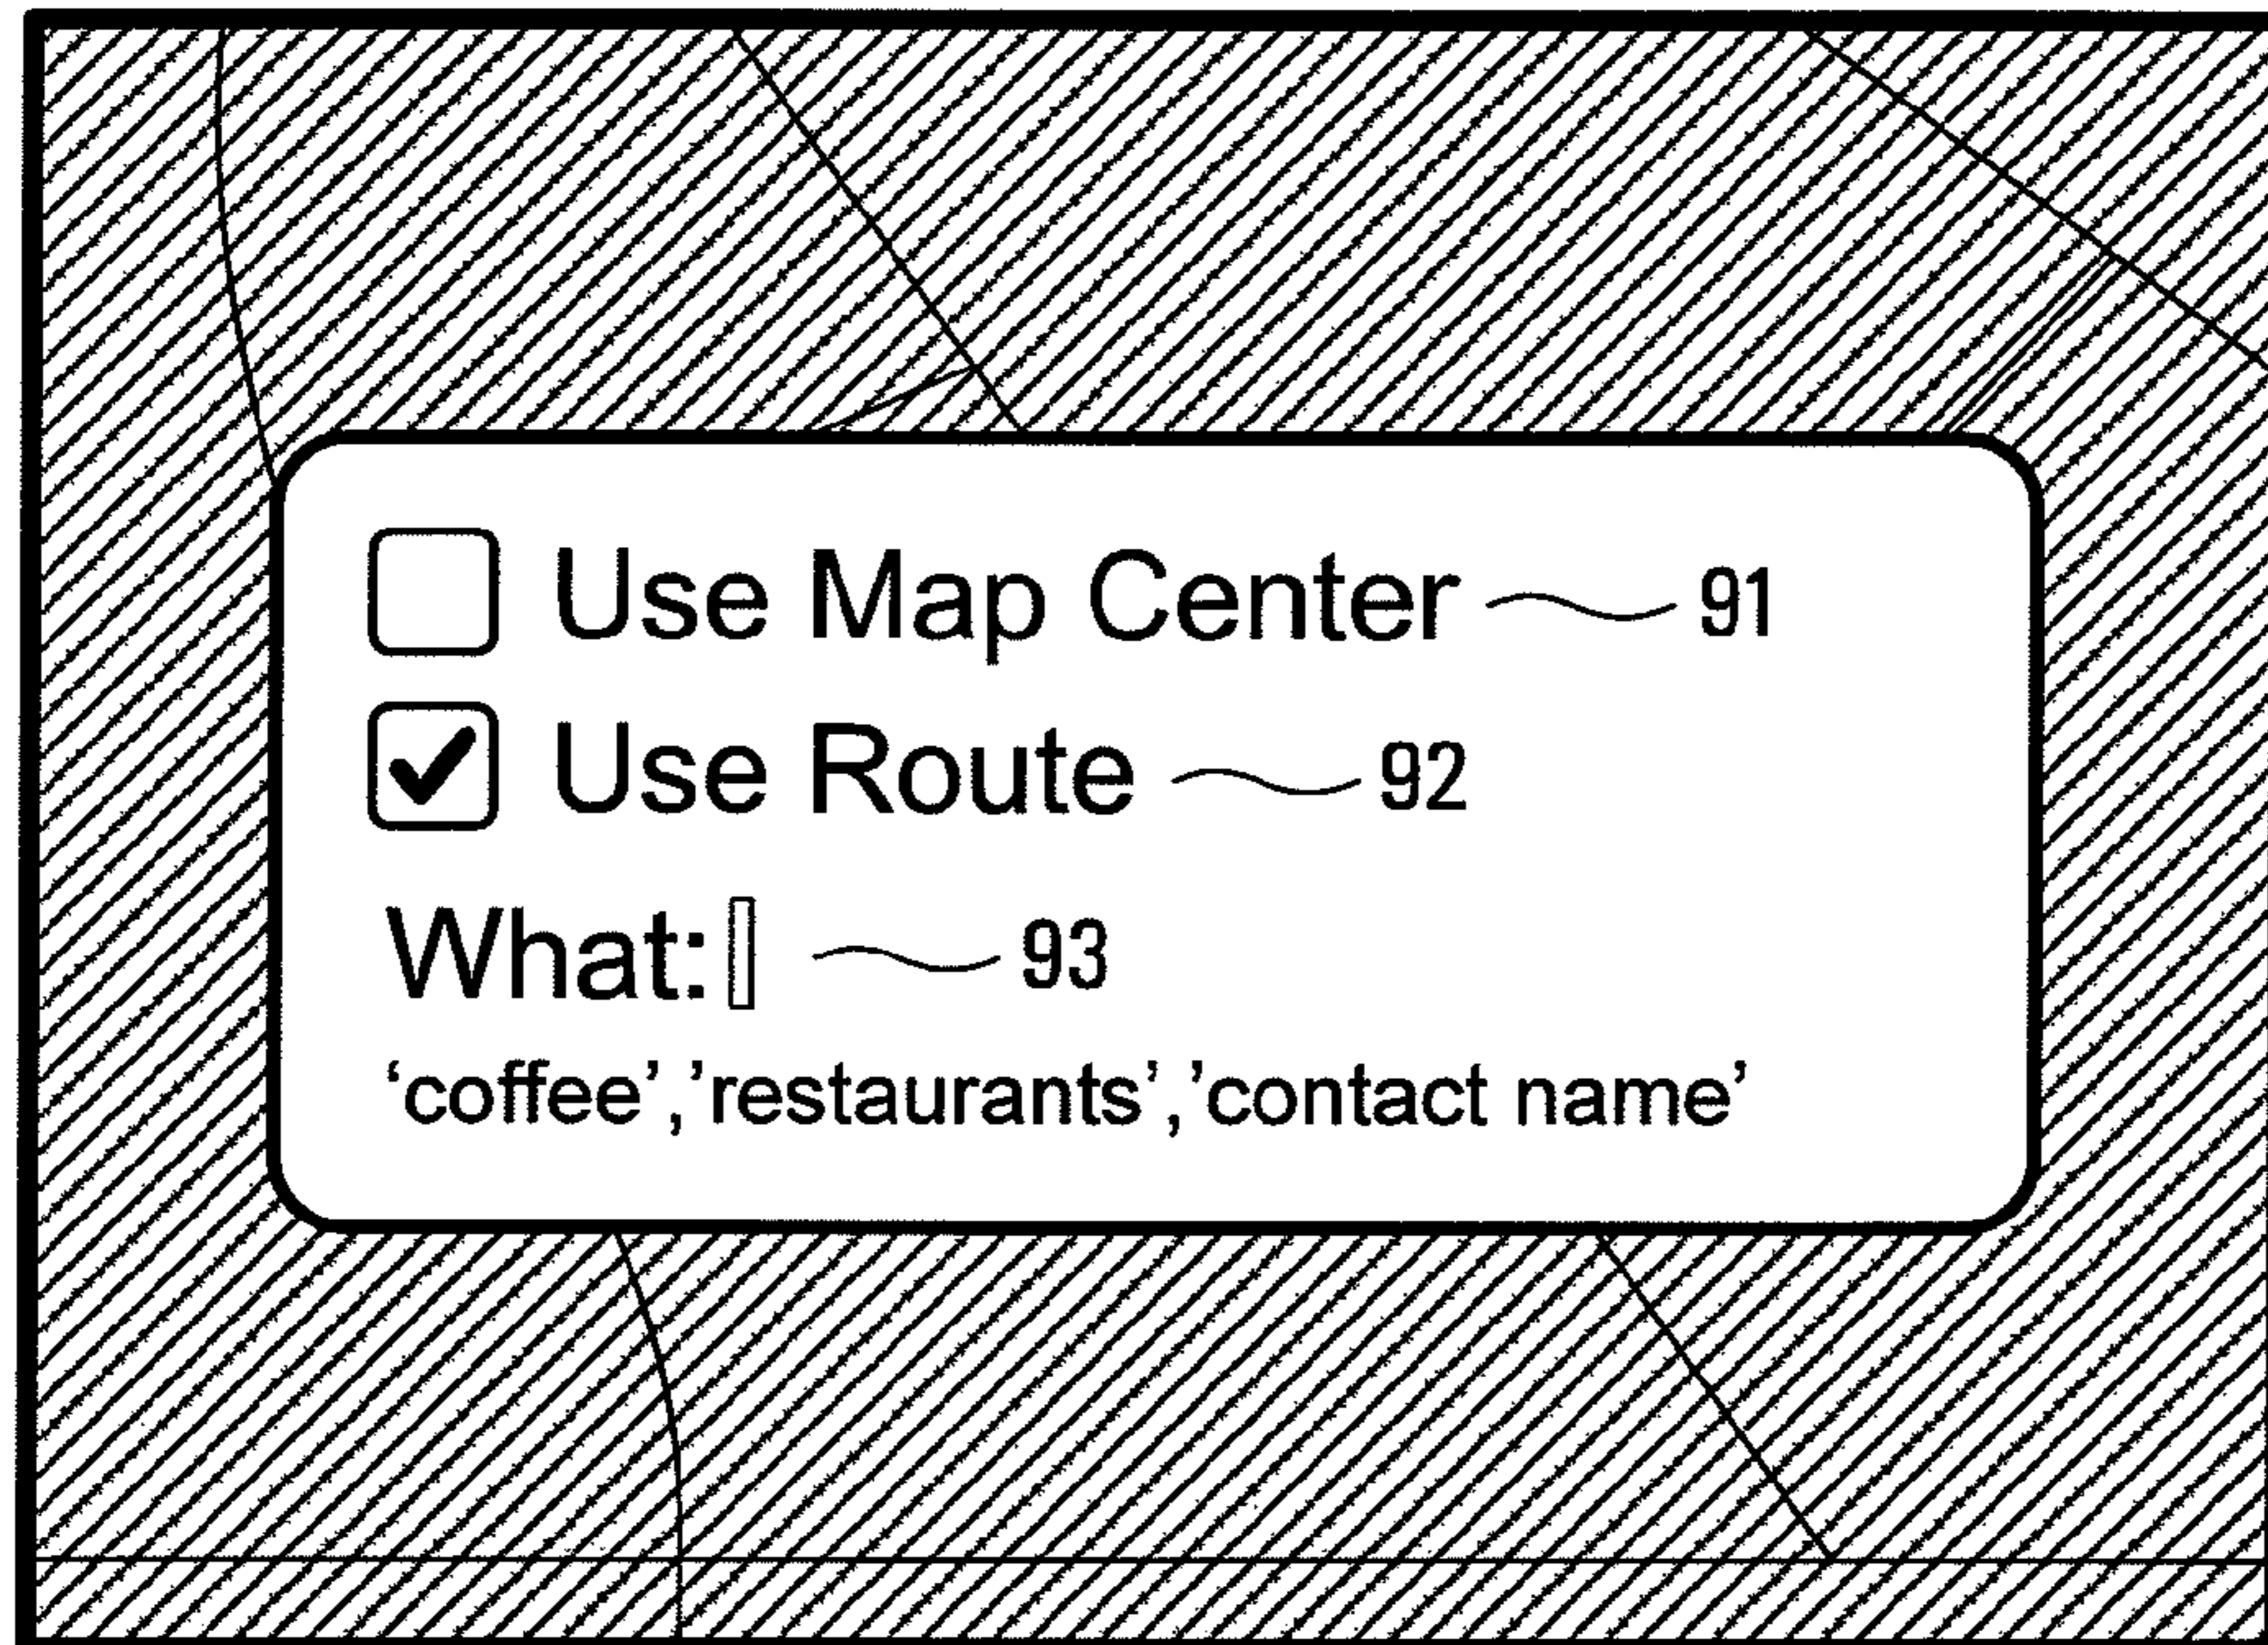 Use Map Center 91
Use Route 92
What: 93
‘coffee’,’restaurants’,’contact name’